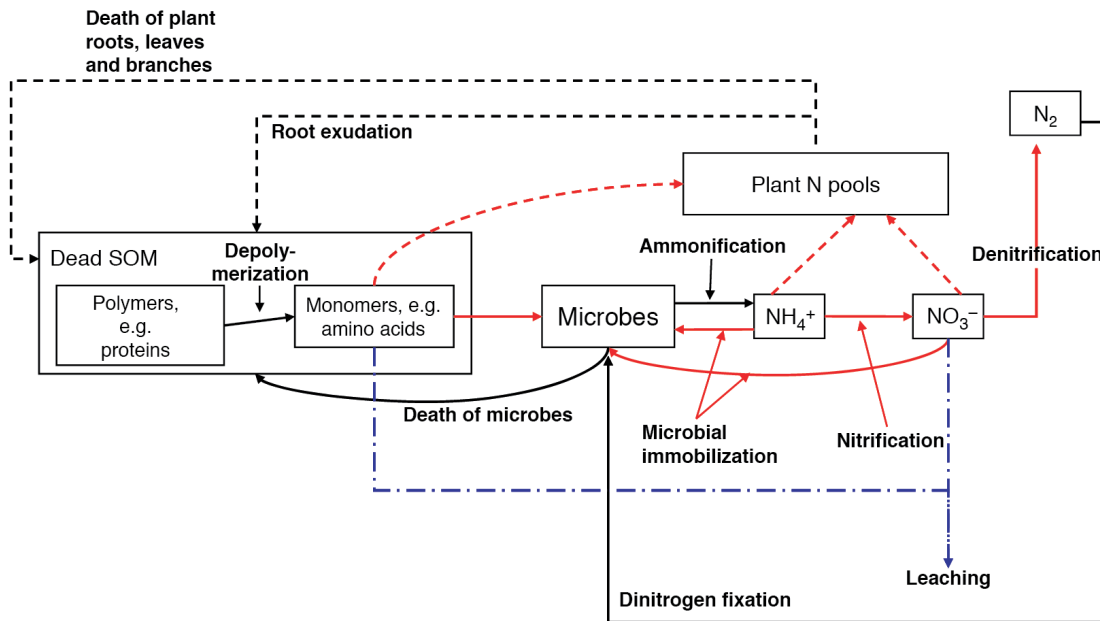 Death of plant
roots, leaves
and branches
Root exudation
N₂
Plant N pools
Dead SOM
Depoly-
merization
Ammonification
Denitrification
Polymers,
e.g.
proteins
Monomers, e.g.
amino acids
Microbes
NH₄⁺
NO₃⁻
Death of microbes
Microbial
immobilization
Nitrification
Leaching
Dinitrogen fixation